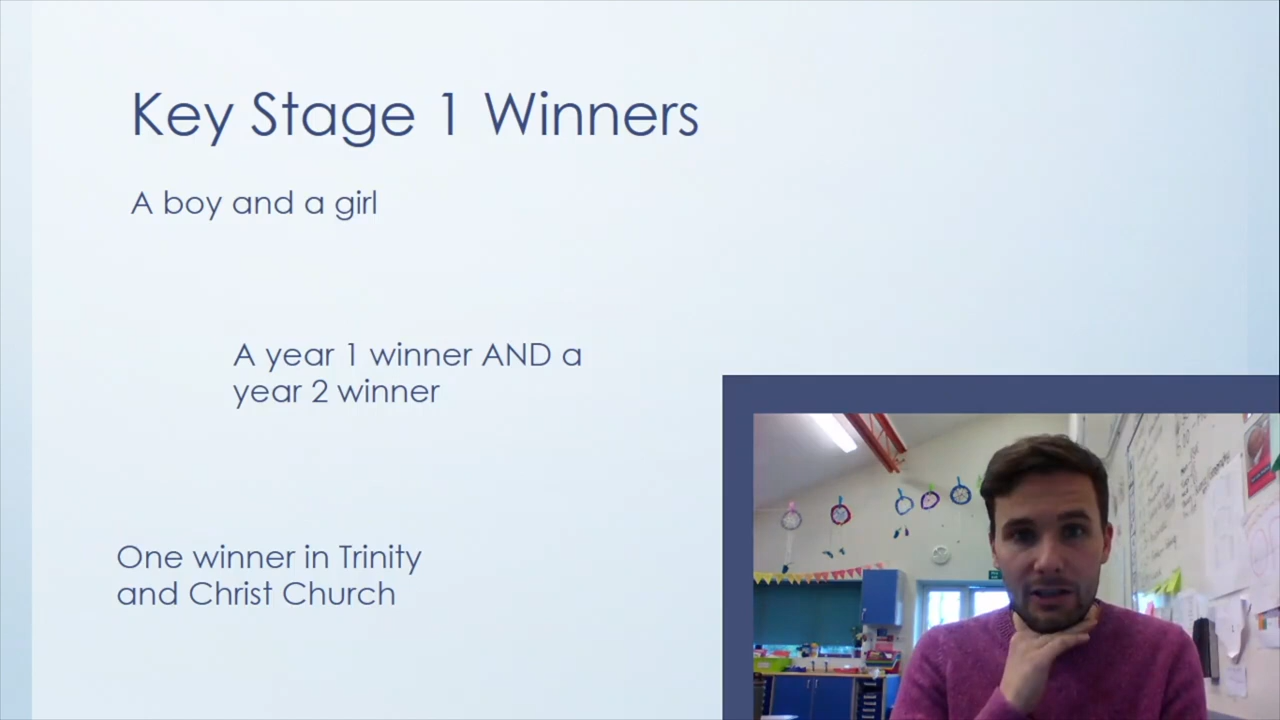 Key Stage 1 Winners
A boy and a girl
A year 1 winner AND a
year 2 winner
One winner in Trinity
and Christ Church